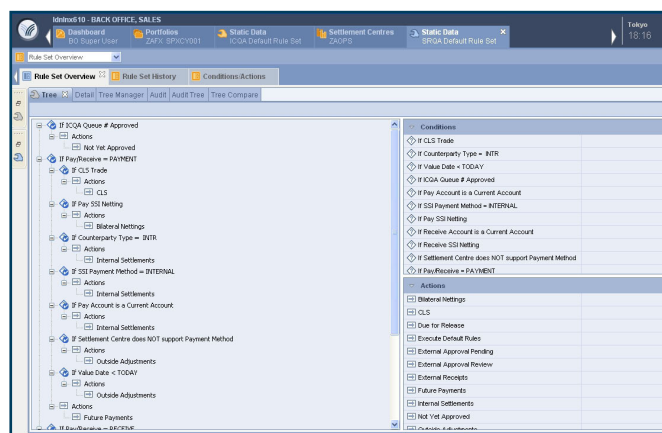 ldnlnx610 - BACK OFFICE, SALES
Dashboard
BO Super User
Portfolios
ZAFX SPXCY001
Static Data
ICQA Default Rule Set
Settlement Centres
ZAOPS
Static Data
SRQA Default Rule Set
Tokyo
18:16
Rule Set Overview
Rule Set Overview
Rule Set History
Conditions/Actions
Tree
Detail
Tree Manager
Audit
Audit Tree
Tree Compare
If ICQA Queue # Approved
Actions
Not Yet Approved
If Pay/Receive = PAYMENT
If CLS Trade
Actions
CLS
If Pay SSI Netting
Actions
Bilateral Nettings
If Counterparty Type = INTR
Actions
Internal Settlements
If SSI Payment Method = INTERNAL
Actions
Internal Settlements
If Pay Account is a Current Account
Actions
Internal Settlements
If Settlement Centre does NOT support Payment Method
Actions
Outside Adjustments
If Value Date < TODAY
Actions
Outside Adjustments
Actions
Future Payments
If Pay/Receive = RECEIVE
Conditions
If CLS Trade
If Counterparty Type = INTR
If Value Date < TODAY
If ICQA Queue # Approved
If Pay Account is a Current Account
If SSI Payment Method = INTERNAL
If Pay SSI Netting
If Receive Account is a Current Account
If Receive SSI Netting
If Settlement Centre does NOT support Payment Method
If Pay/Receive = PAYMENT
Actions
Bilateral Nettings
CLS
Due for Release
Execute Default Rules
External Approval Pending
External Approval Review
External Receipts
Future Payments
Internal Settlements
Not Yet Approved
Outside Adjustments